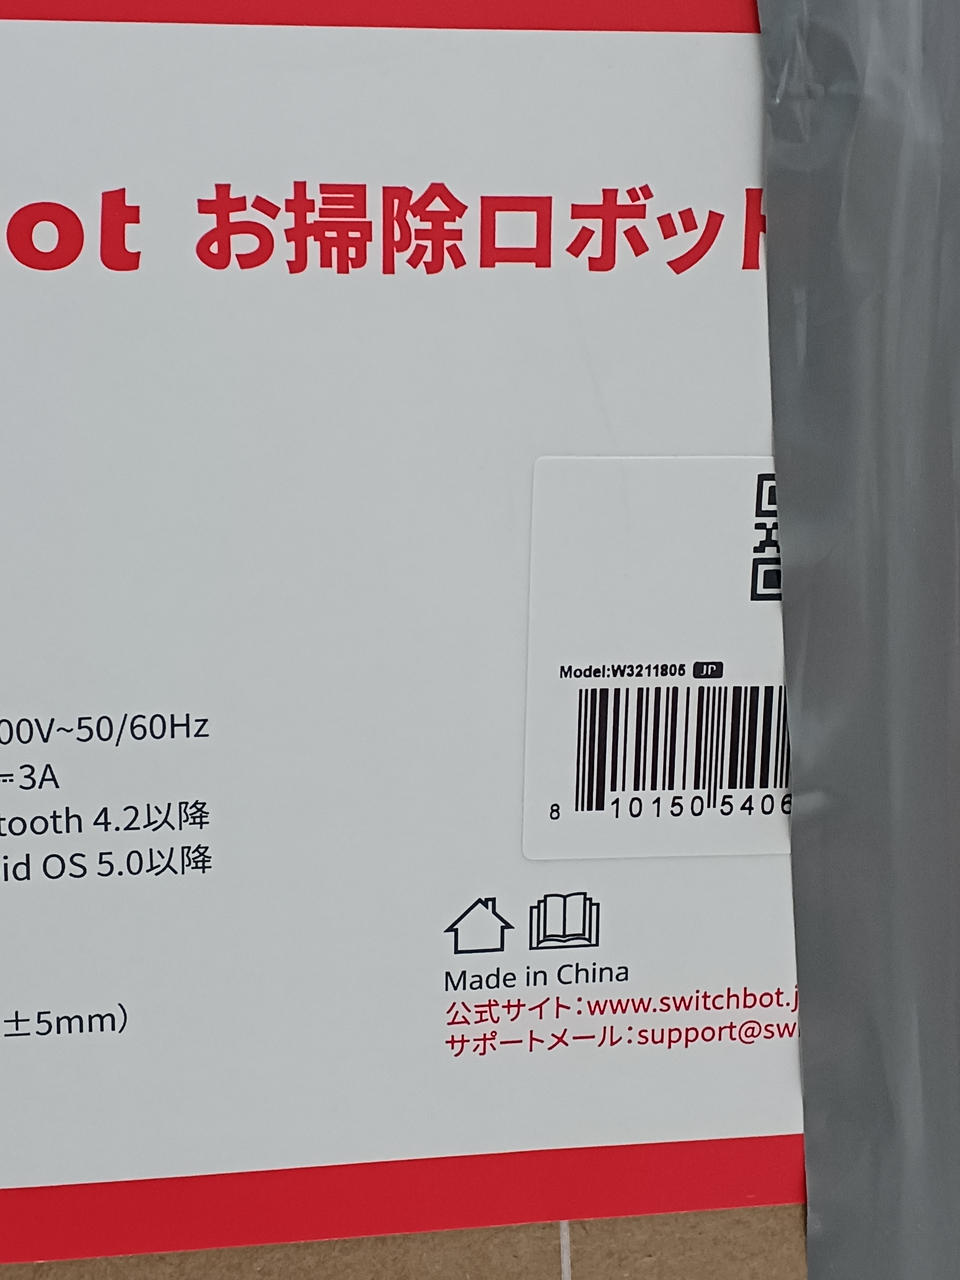 bot お掃除ロボット
Model:W3211805 JP
8 10150 5406
00V~50/60Hz
⎓3A
tooth 4.2以降
id OS 5.0以降
±5mm）
Made in China
公式サイト：www.switchbot.j
サポートメール：support@sw